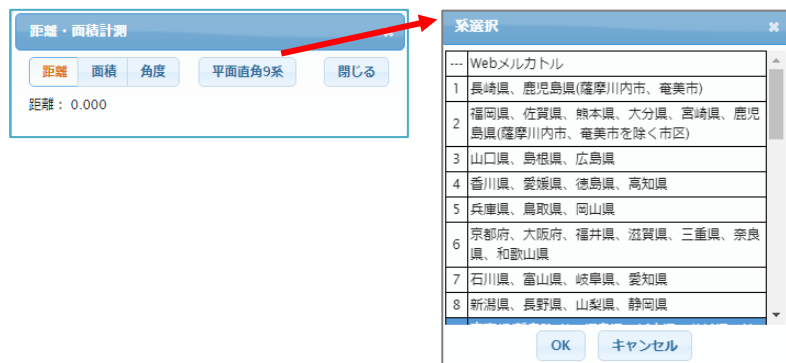 距離・面積計測
距離 面積 角度 平面直角9系 閉じる
距離： 0.000
系選択
--- Webメルカトル
1 長崎県、鹿児島県(薩摩川内市、奄美市)
2 福岡県、佐賀県、熊本県、大分県、宮崎県、鹿児
島県(薩摩川内市、奄美市を除く市区)
3 山口県、島根県、広島県
4 香川県、愛媛県、徳島県、高知県
5 兵庫県、鳥取県、岡山県
6 京都府、大阪府、福井県、滋賀県、三重県、奈良
県、和歌山県
7 石川県、富山県、岐阜県、愛知県
8 新潟県、長野県、山梨県、静岡県
OK キャンセル